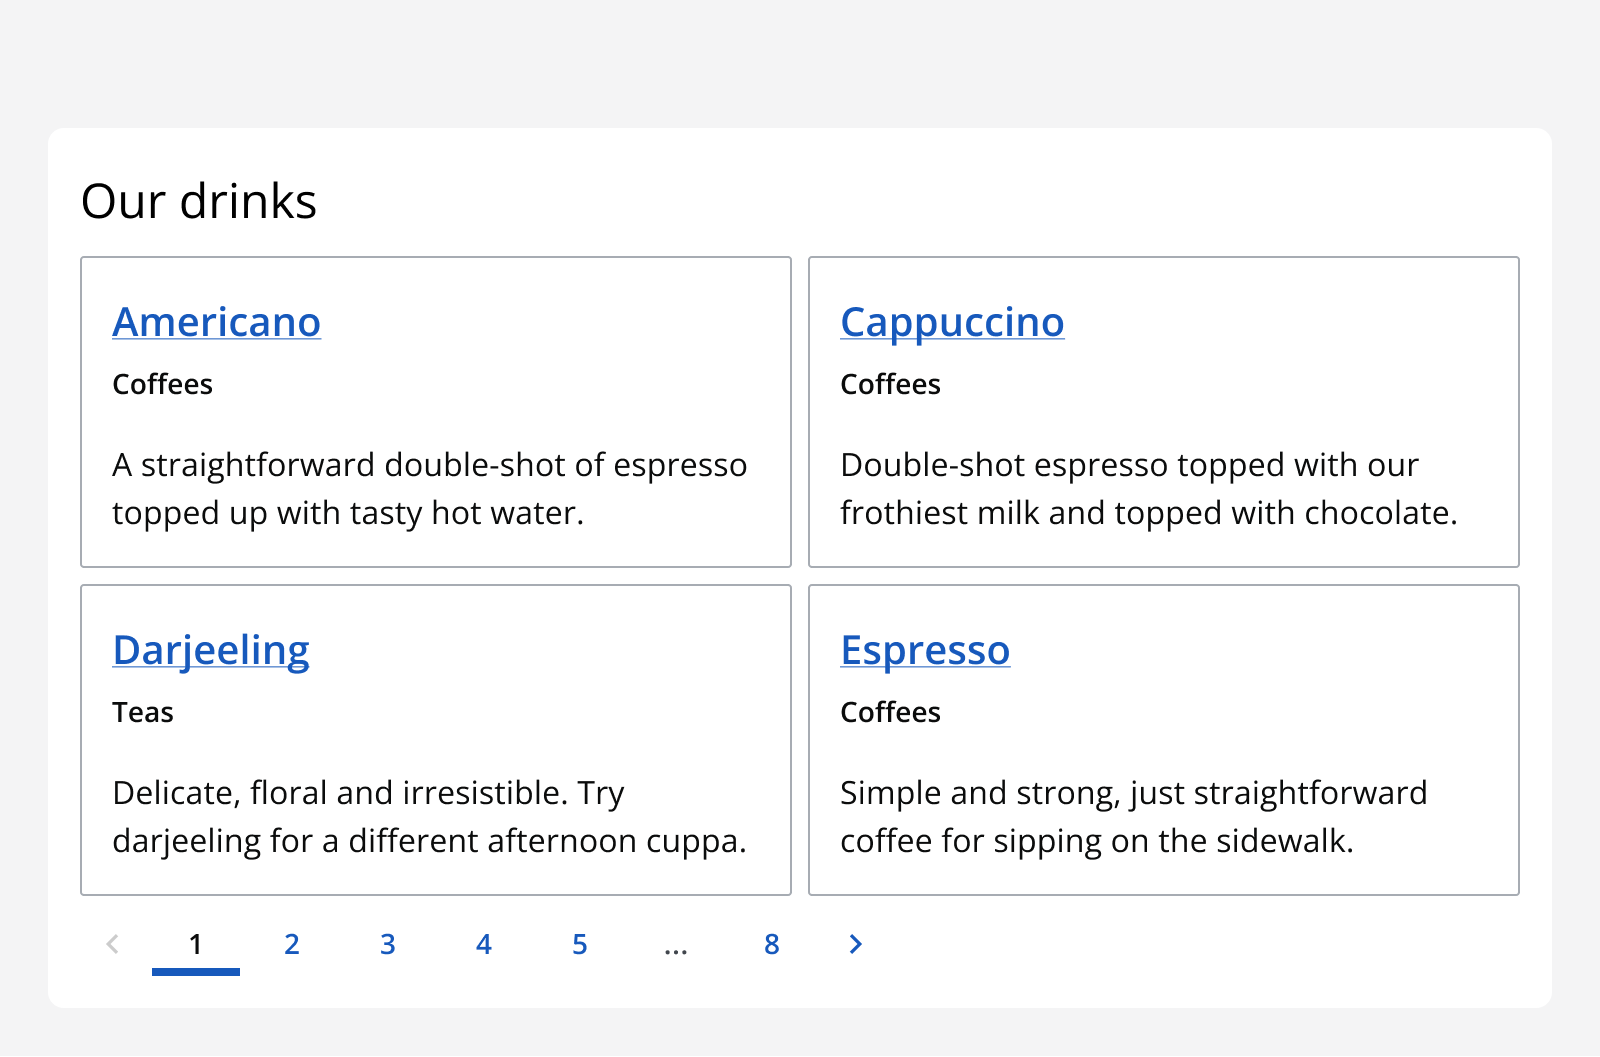 Our drinks
Americano
Coffees
A straightforward double-shot of espresso
topped up with tasty hot water.
Cappuccino
Coffees
Double-shot espresso topped with our
frothiest milk and topped with chocolate.
Darjeeling
Teas
Delicate, floral and irresistible. Try
darjeeling for a different afternoon cuppa.
Espresso
Coffees
Simple and strong, just straightforward
coffee for sipping on the sidewalk.
1 2 3 4 5 ... 8